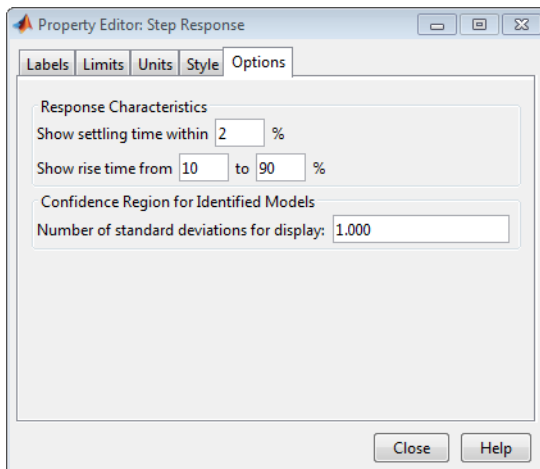 Property Editor: Step Response
Labels Limits Units Style Options
Response Characteristics
Show settling time within 2 %
Show rise time from 10 to 90 %
Confidence Region for Identified Models
Number of standard deviations for display: 1.000
Close Help